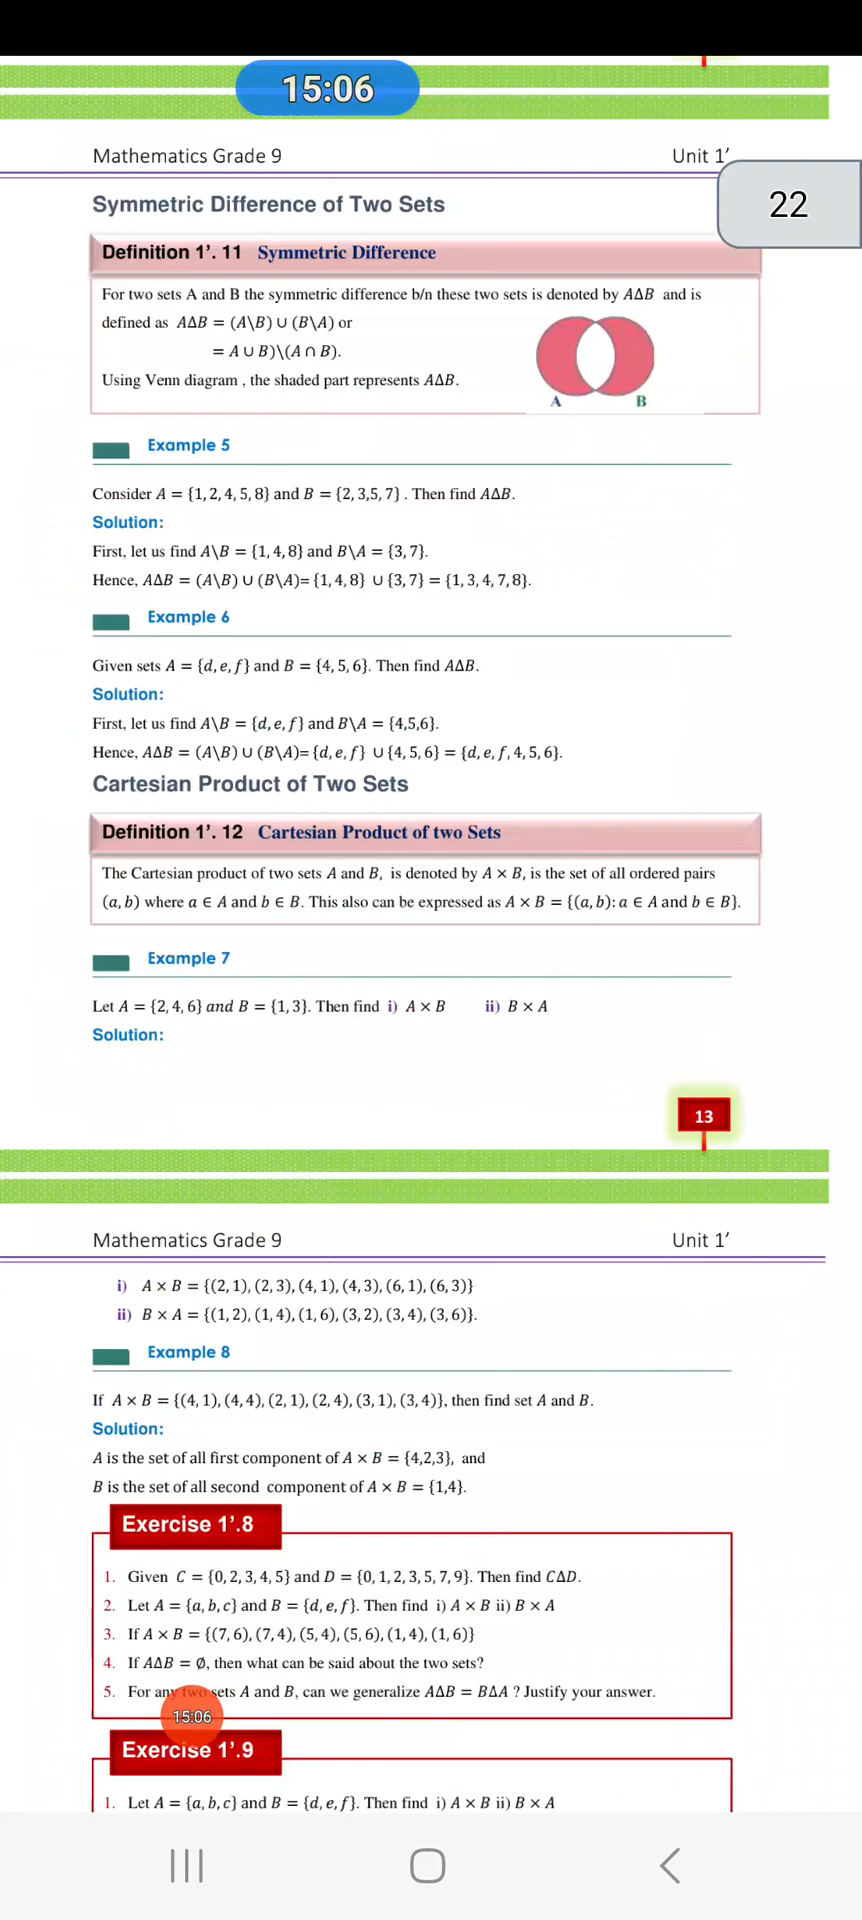 15:06
Mathematics Grade 9 Unit 1′
22
Symmetric Difference of Two Sets
Definition 1’. 11 Symmetric Difference
For two sets A and B the symmetric difference b/n these two sets is denoted by AΔB and is
defined as AΔB = (A\B) ∪ (B\A) or
= A ∪ B)\(A ∩ B).
Using Venn diagram , the shaded part represents AΔB.
A B
Example 5
Consider A = {1, 2, 4, 5, 8} and B = {2, 3,5, 7} . Then find AΔB.
Solution:
First, let us find A\B = {1, 4, 8} and B\A = {3, 7}.
Hence, AΔB = (A\B) ∪ (B\A)= {1, 4, 8} ∪ {3, 7} = {1, 3, 4, 7, 8}.
Example 6
Given sets A = {d, e, f} and B = {4, 5, 6}. Then find AΔB.
Solution:
First, let us find A\B = {d, e, f} and B\A = {4,5,6}.
Hence, AΔB = (A\B) ∪ (B\A)= {d, e, f} ∪ {4, 5, 6} = {d, e, f, 4, 5, 6}.
Cartesian Product of Two Sets
Definition 1’. 12 Cartesian Product of two Sets
The Cartesian product of two sets A and B, is denoted by A × B, is the set of all ordered pairs
(a, b) where a ∈ A and b ∈ B. This also can be expressed as A × B = {(a, b): a ∈ A and b ∈ B}.
Example 7
Let A = {2, 4, 6} and B = {1, 3}. Then find i) A × B ii) B × A
Solution:
13
Mathematics Grade 9 Unit 1′
i) A × B = {(2, 1), (2, 3), (4, 1), (4, 3), (6, 1), (6, 3)}
ii) B × A = {(1, 2), (1, 4), (1, 6), (3, 2), (3, 4), (3, 6)}.
Example 8
If A × B = {(4, 1), (4, 4), (2, 1), (2, 4), (3, 1), (3, 4)}, then find set A and B.
Solution:
A is the set of all first component of A × B = {4,2,3}, and
B is the set of all second component of A × B = {1,4}.
Exercise 1’.8
1. Given C = {0, 2, 3, 4, 5} and D = {0, 1, 2, 3, 5, 7, 9}. Then find CΔD.
2. Let A = {a, b, c} and B = {d, e, f}. Then find i) A × B ii) B × A
3. If A × B = {(7, 6), (7, 4), (5, 4), (5, 6), (1, 4), (1, 6)}
4. If AΔB = ∅, then what can be said about the two sets?
5. For any two sets A and B, can we generalize AΔB = BΔA ? Justify your answer.
15:06
Exercise 1’.9
1. Let A = {a, b, c} and B = {d, e, f}. Then find i) A × B ii) B × A